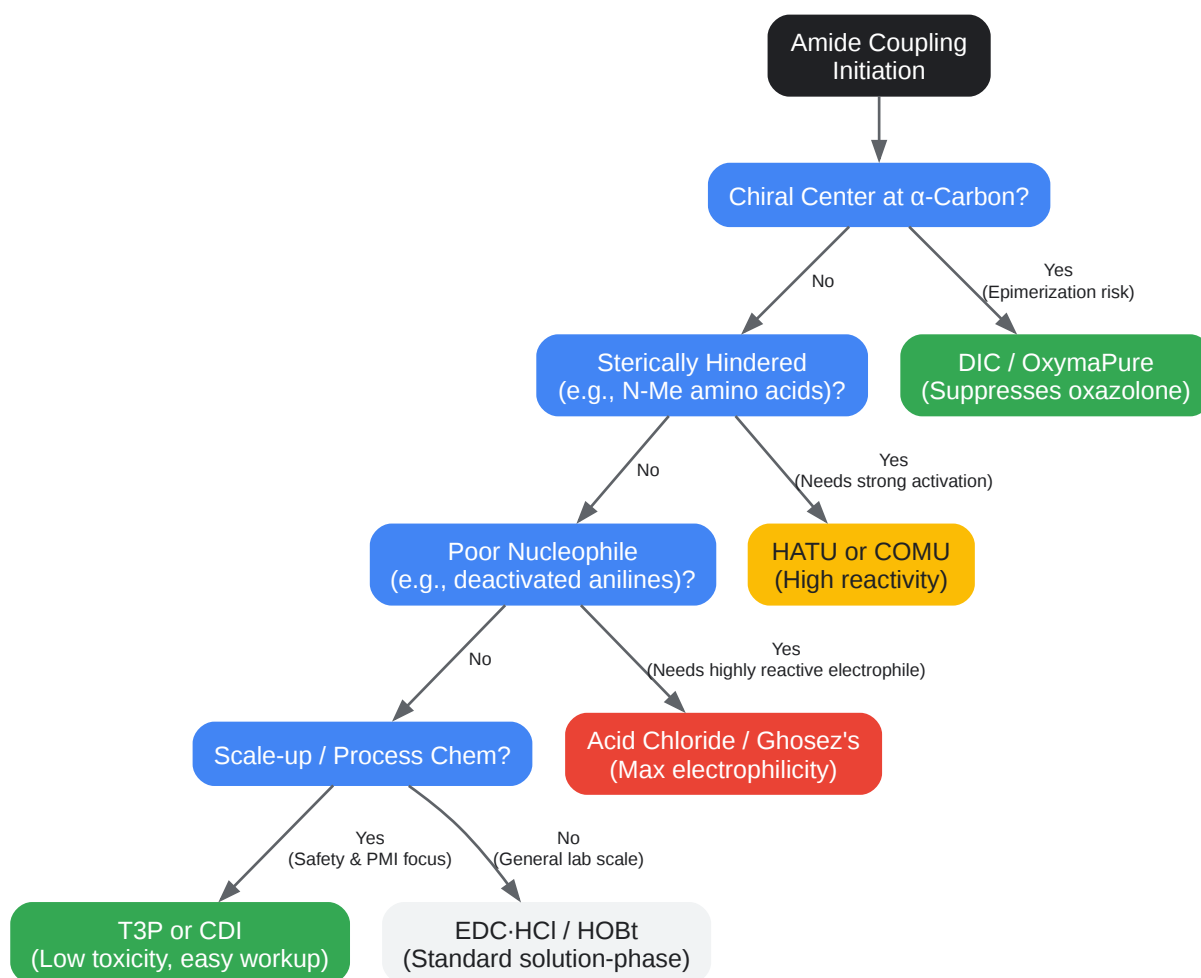 Amide Coupling
Initiation
Chiral Center at α-Carbon?
No
Yes
(Epimerization risk)
Sterically Hindered
(e.g., N-Me amino acids)?
DIC / OxymaPure
(Suppresses oxazolone)
No
Yes
(Needs strong activation)
Poor Nucleophile
(e.g., deactivated anilines)?
HATU or COMU
(High reactivity)
No
Yes
(Needs highly reactive electrophile)
Scale-up / Process Chem?
Acid Chloride / Ghosez's
(Max electrophilicity)
Yes
(Safety & PMI focus)
No
(General lab scale)
T3P or CDI
(Low toxicity, easy workup)
EDC·HCl / HOBt
(Standard solution-phase)